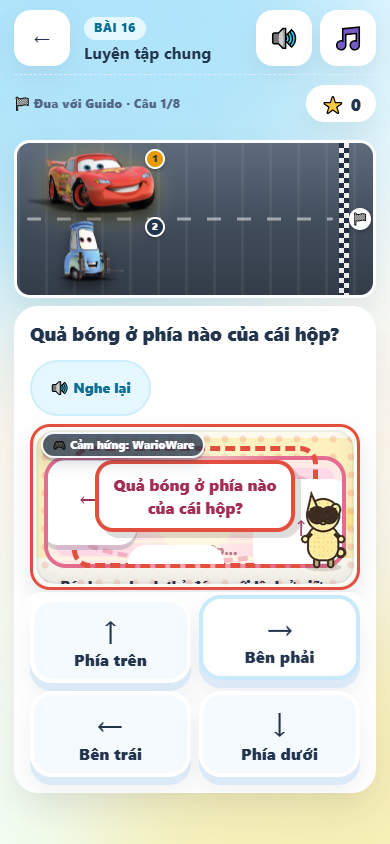 ←
BÀI 16
Luyện tập chung
Đua với Guido · Câu 1/8
0
1
2
Quả bóng ở phía nào của cái hộp?
Nghe lại
Cảm hứng: WarioWare
Quả bóng ở phía nào
của cái hộp?
←
↑
↑
Phía trên
→
Bên phải
←
Bên trái
↓
Phía dưới